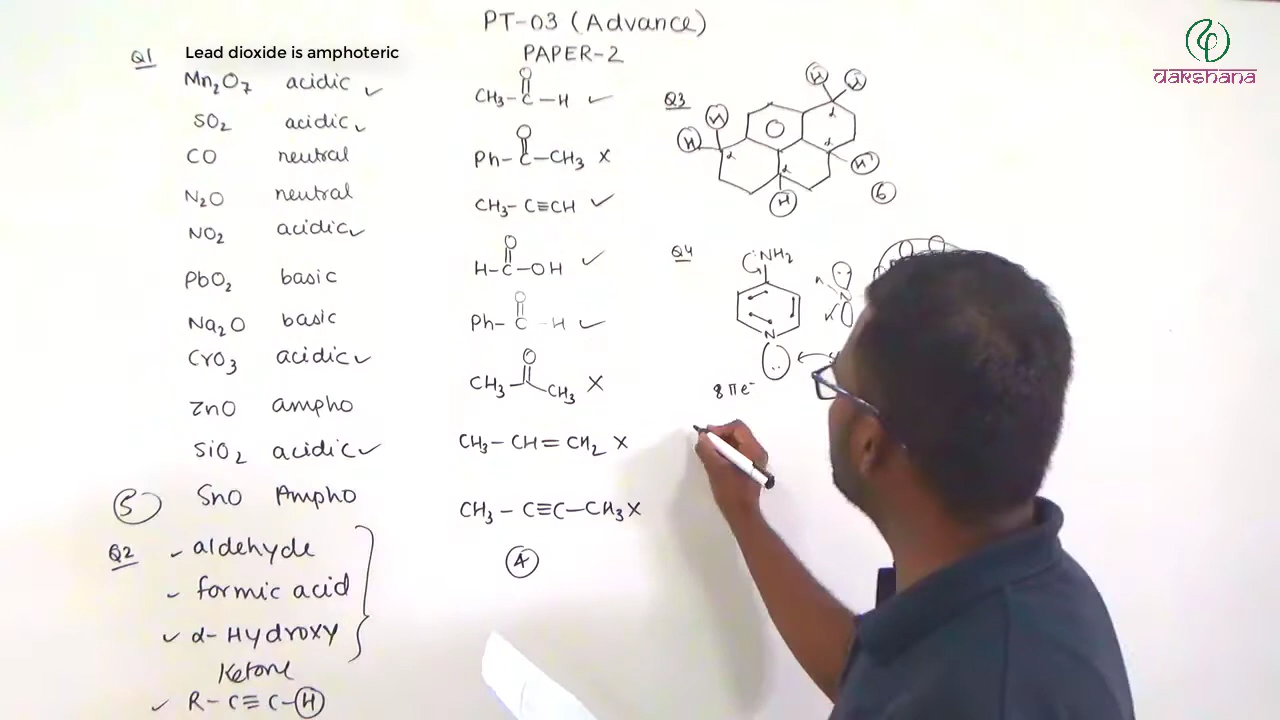 PT-03 (Advance)
PAPER-2
dakshana
Q1 Lead dioxide is amphoteric
Mn2O7 acidic ✓
SO2 acidic ✓
CO neutral
N2O neutral
NO2 acidic ✓
PbO2 basic
Na2O basic
CrO3 acidic ✓
ZnO ampho
SiO2 acidic ✓
5 SnO Ampho
Q2 ✓ aldehyde
✓ formic acid
✓ α-Hydroxy
Ketone
✓ R-C≡C-H
O
CH3-C-H ✓
O
Ph-C-CH3 X
CH3-C≡CH ✓
O
H-C-OH ✓
O
Ph-C-H ✓
O
CH3 CH3 X
CH3-CH=CH2 X
CH3-C≡C-CH3 X
4
Q3
H H
H H
α α
α α
H
H
6
Q4
NH2
N
8πe-
N